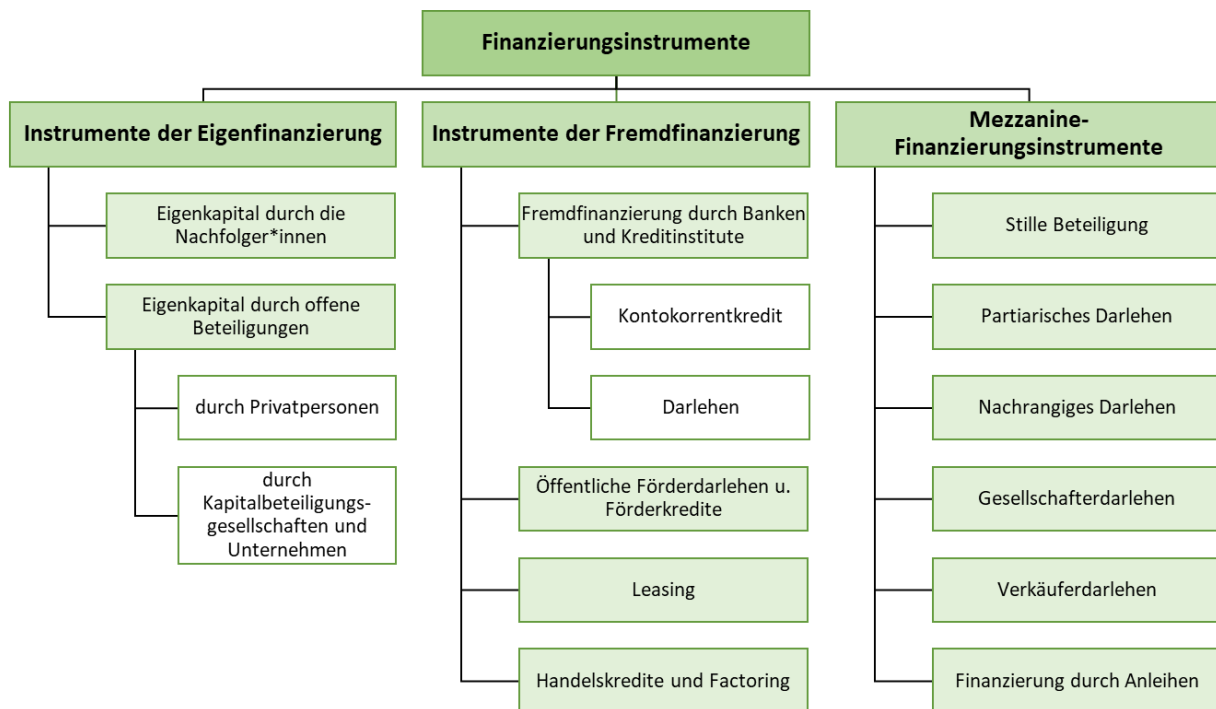 Finanzierungsinstrumente
Instrumente der Eigenfinanzierung
Eigenkapital durch die
Nachfolger*innen
Eigenkapital durch offene
Beteiligungen
durch Privatpersonen
durch
Kapitalbeteiligungs-
gesellschaften und
Unternehmen
Instrumente der Fremdfinanzierung
Fremdfinanzierung durch Banken
und Kreditinstitute
Kontokorrentkredit
Darlehen
Öffentliche Förderdarlehen u.
Förderkredite
Leasing
Handelskredite und Factoring
Mezzanine-
Finanzierungsinstrumente
Stille Beteiligung
Partiarisches Darlehen
Nachrangiges Darlehen
Gesellschafterdarlehen
Verkäuferdarlehen
Finanzierung durch Anleihen